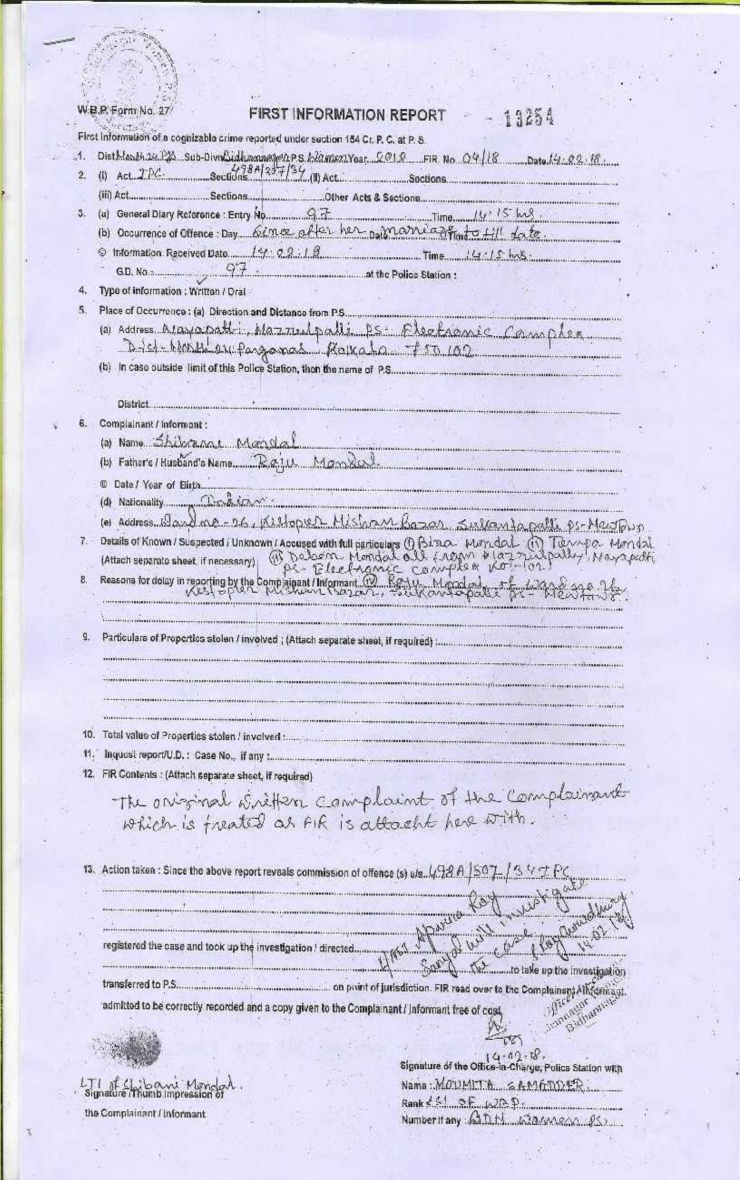 W.B.P. Form No. 27
FIRST INFORMATION REPORT - 13254
First Information of a cognizable crime reported under section 154 Cr. P. C. at P. S.
1. Dist North 24 Pgs Sub-Divn Bidhannagar P.S. Women Year 2018 FIR No 04/18 Date 14.02.18.
2. (i) Act IPC Sections 498A/307/34 (ii) Act Sections
(iii) Act Sections Other Acts & Sections
3. (a) General Diary Reference : Entry No 97 Time 14.15 hrs.
(b) Occurrence of Offence : Day Since after her Date marriage Time to till date.
© Information Received Date 14.02.18 Time 14:15 hrs.
G.D. No. 97 at the Police Station :
4. Type of information : Written / Oral
5. Place of Occurrence : (a) Direction and Distance from P.S.
(a) Address Nayapatti, Nazrulpalli PS- Electronic Complex
Dist- North 24 Parganas, Kolkata 700102
(b) In case outside limit of this Police Station, then the name of P.S.
District
6. Complainant / Informant :
(a) Name Shibani Mondal
(b) Father's / Husband's Name Raju Mondal
© Date / Year of Birth
(d) Nationality Indian.
(e) Address Ward no - 26, Kestopier Mishan Bazar, Sukantapalli PS- New Town
7. Details of Known / Suspected / Unknown / Accused with full particulars (i) Bina Mondal (ii) Tempa Mondal
(Attach separate sheet, if necessary) (iii) Deben Mondal all from Nazrulpally, Nayapatti
PS- Electronic complex Kol-102
8. Reasons for delay in reporting by the Complainant / Informant (iv) Raju Mondal of ward no 26
Kestopier Mishan Bazar, Sukantapalli PS- New Town.
9. Particulars of Properties stolen / involved ; (Attach separate sheet, if required) :
10. Total value of Properties stolen / involved :
11. Inquest report/U.D. : Case No., if any :
12. FIR Contents : (Attach separate sheet, if required)
The original written complaint of the complainant
which is treated as FIR is attacht here with.
13. Action taken : Since the above report reveals commission of offence (s) u/s 498A/307/34 IPC
registered the case and took up the investigation / directed L/ASI Aparna Roy
Sanyal will investigate
the case.
14.02.18
to take up the investigation
transferred to P.S. on point of jurisdiction. FIR read over to the Complainant / Informant,
admitted to be correctly recorded and a copy given to the Complainant / Informant free of cost
14.02.18.
Signature of the Office-in-Charge, Police Station with
LTI of Shibani Mondal.
Signature /Thumb Impression of
the Complainant / Informant
Name : MOUMITA SAMADDER
Rank LSI OF WBP.
Number if any : BDN Women PS.